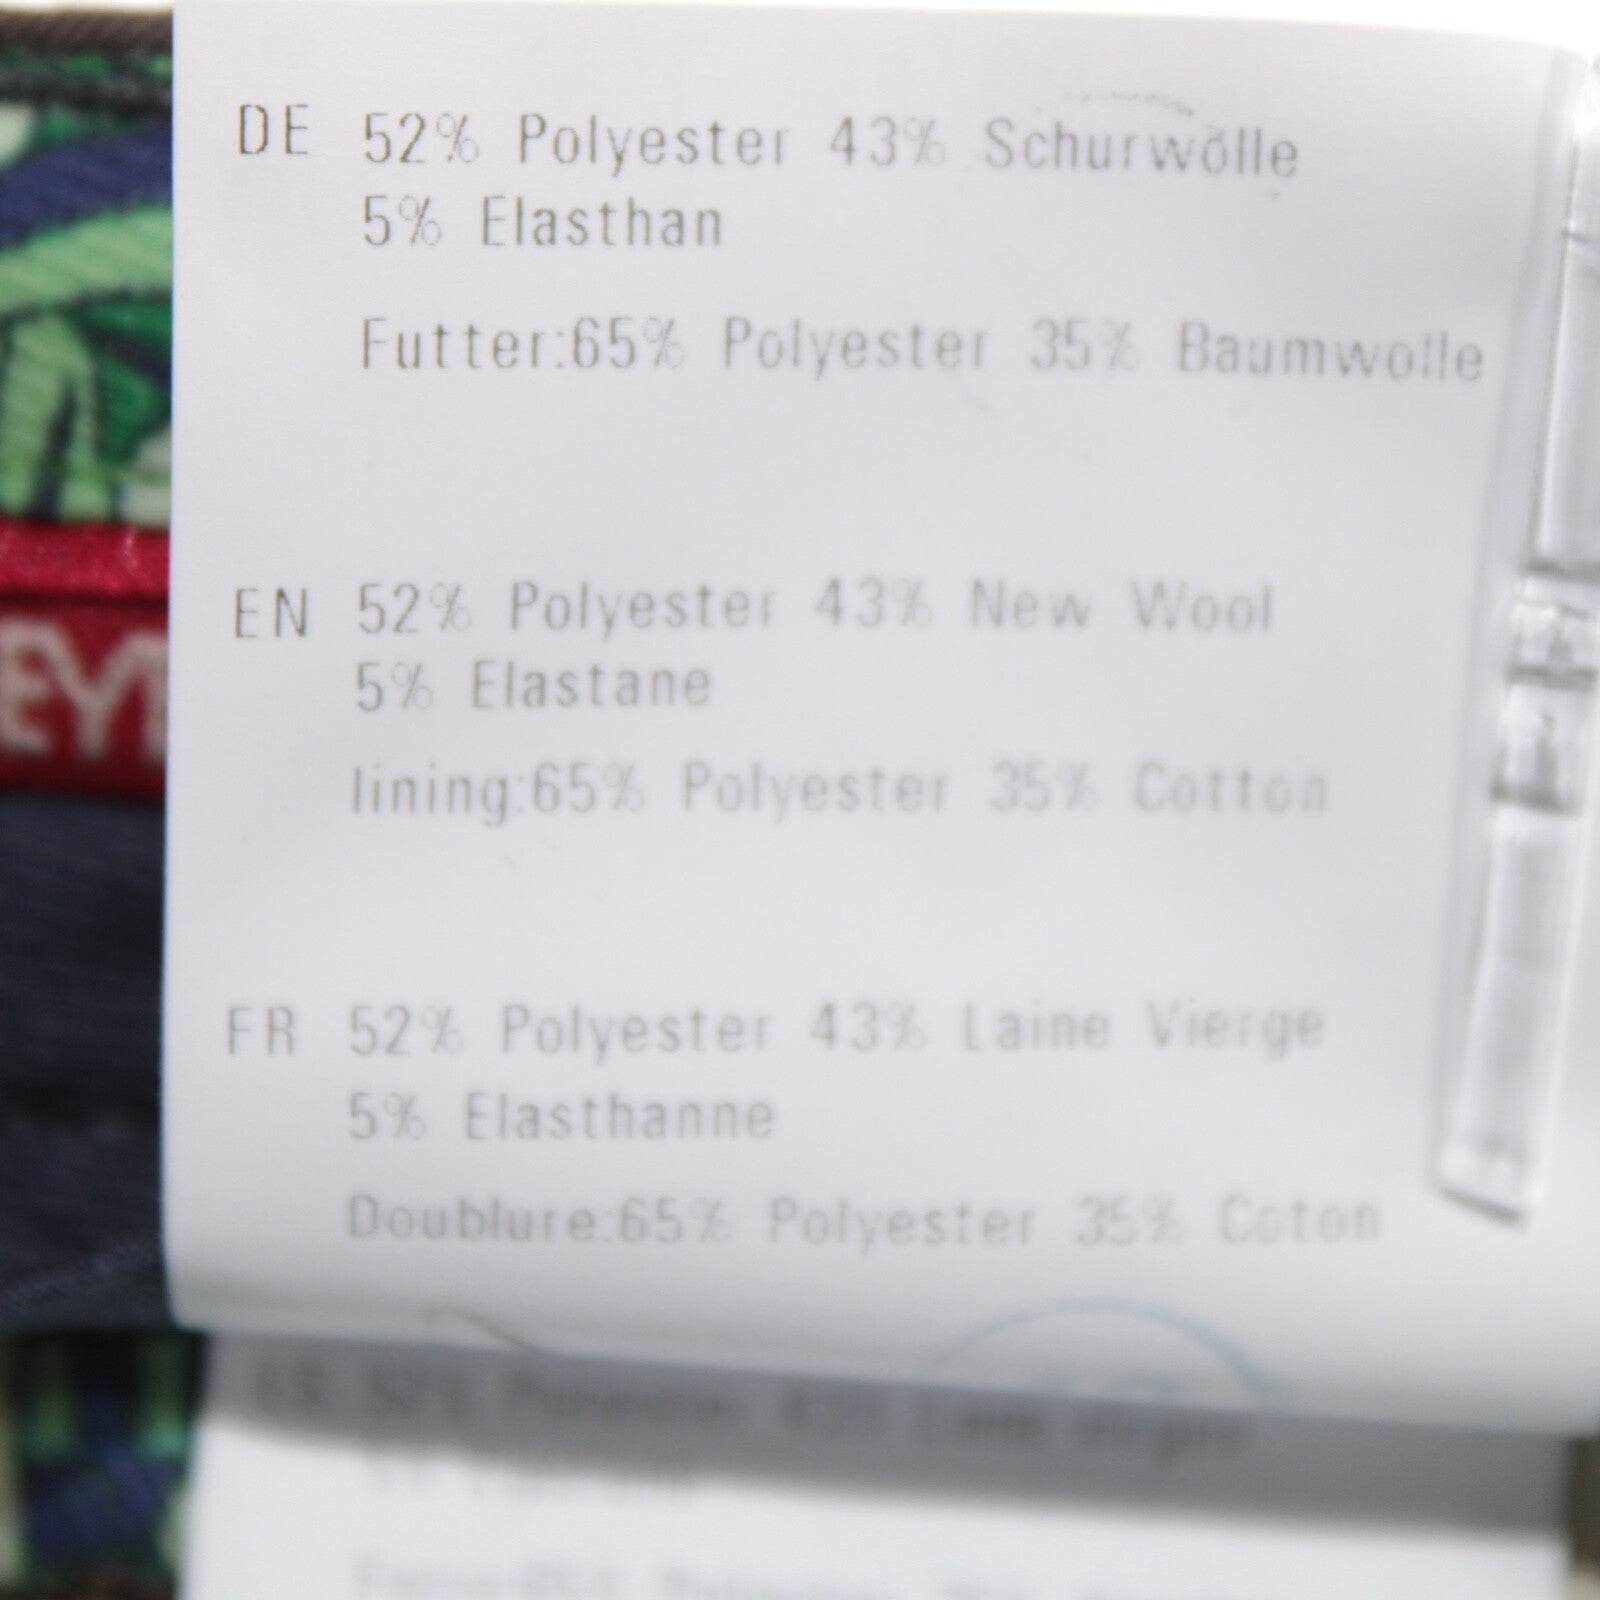 DE 52% Polyester 43% Schurwolle
5% Elasthan
Futter:65% Polyester 35% Baumwolle
EN 52% Polyester 43% New Wool
5% Elastane
lining:65% Polyester 35% Cotton
FR 52% Polyester 43% Laine Vierge
5% Elasthanne
Doublure:65% Polyester 35% Coton